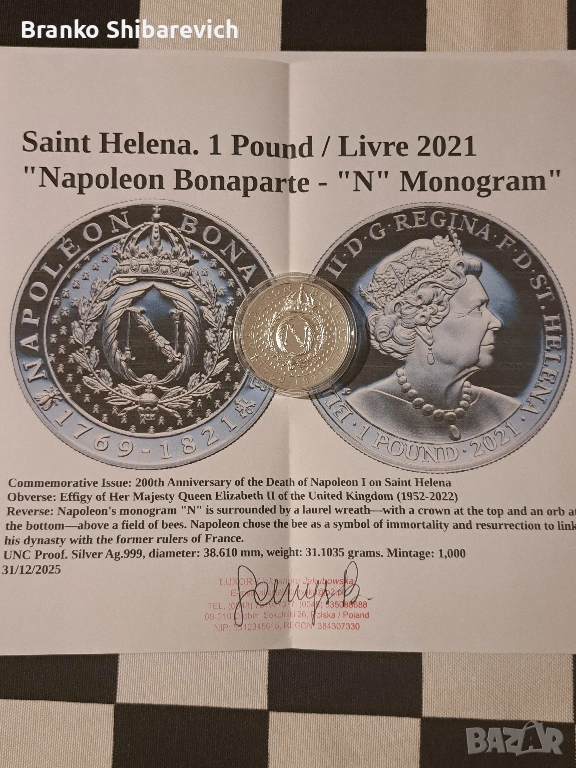 Branko Shibarevich
Saint Helena. 1 Pound / Livre 2021
"Napoleon Bonaparte - "N" Monogram"
NAPOLÉON BONA
1769-1821
N
II·D·G·REGINA·F·D·ST.HELENA·
1 POUND·2021
Commemorative Issue: 200th Anniversary of the Death of Napoleon I on Saint Helena
Obverse: Effigy of Her Majesty Queen Elizabeth II of the United Kingdom (1952-2022)
Reverse: Napoleon's monogram "N" is surrounded by a laurel wreath—with a crown at the top and an orb at
the bottom—above a field of bees. Napoleon chose the bee as a symbol of immortality and resurrection to link
his dynasty with the former rulers of France.
UNC Proof. Silver Ag.999, diameter: 38.610 mm, weight: 31.1035 grams. Mintage: 1,000
31/12/2025
LUXOR Jakubowska
Polska / Poland
REGON: 384307330
BAZAR